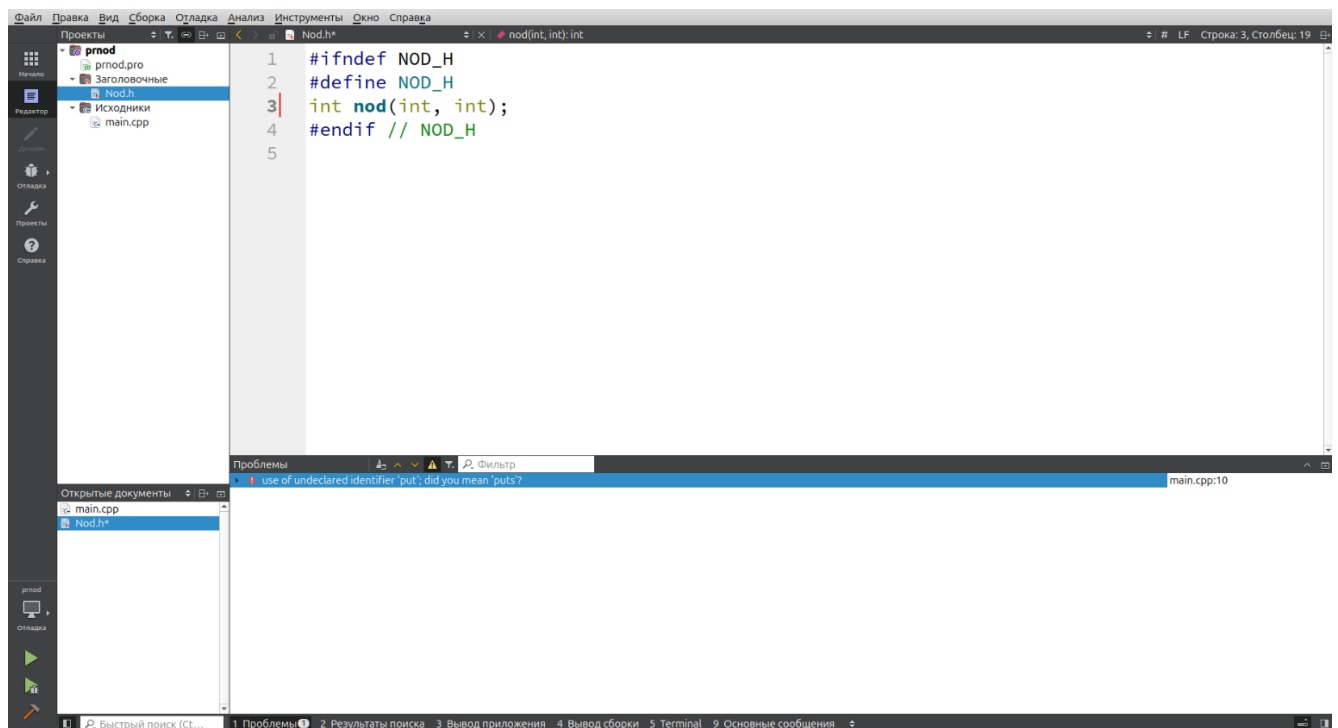 Файл Правка Вид Сборка Отладка Анализ Инструменты Окно Справка
Проекты
Nod.h*
nod(int, int): int
# LF Строка: 3, Столбец: 19
Начало
Редактор
Дизайн
Отладка
Проекты
Справка
prnod
prnod.pro
Заголовочные
Nod.h
Исходники
main.cpp
1 #ifndef NOD_H
2 #define NOD_H
3 int nod(int, int);
4 #endif // NOD_H
5
Проблемы
Фильтр
use of undeclared identifier 'put'; did you mean 'puts'?
main.cpp:10
Открытые документы
main.cpp
Nod.h*
prnod
Отладка
Быстрый поиск (Ct...
1 Проблемы 1 2 Результаты поиска 3 Вывод приложения 4 Вывод сборки 5 Terminal 9 Основные сообщения